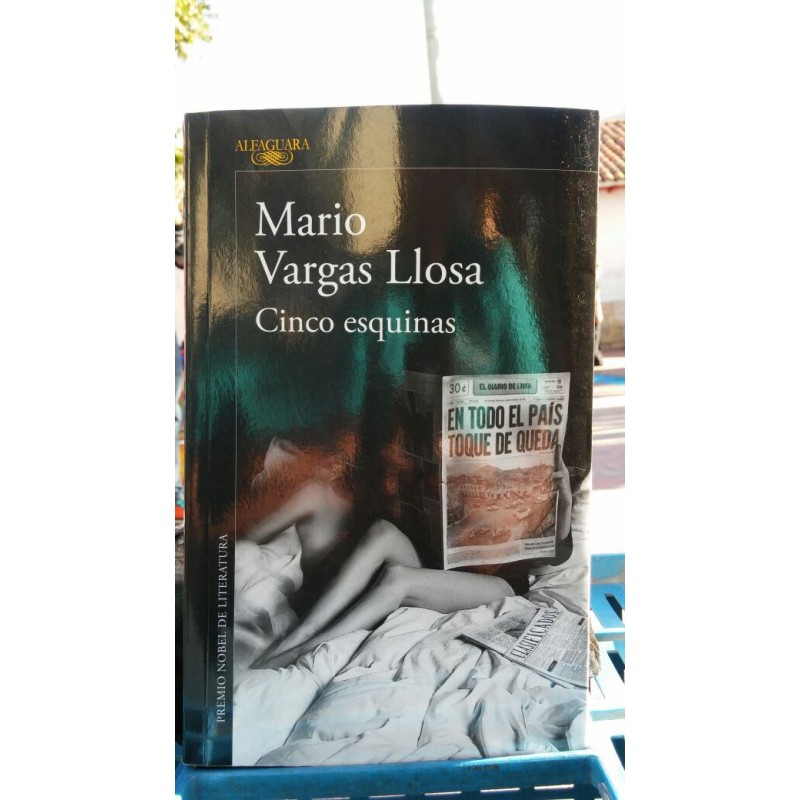 ALFAGUARA
Mario
Vargas Llosa
Cinco esquinas
30¢
EL DIARIO DE LIMA
EN TODO EL PAÍS
TOQUE DE QUEDA
CLASIFICADOS
PREMIO NOBEL DE LITERATURA